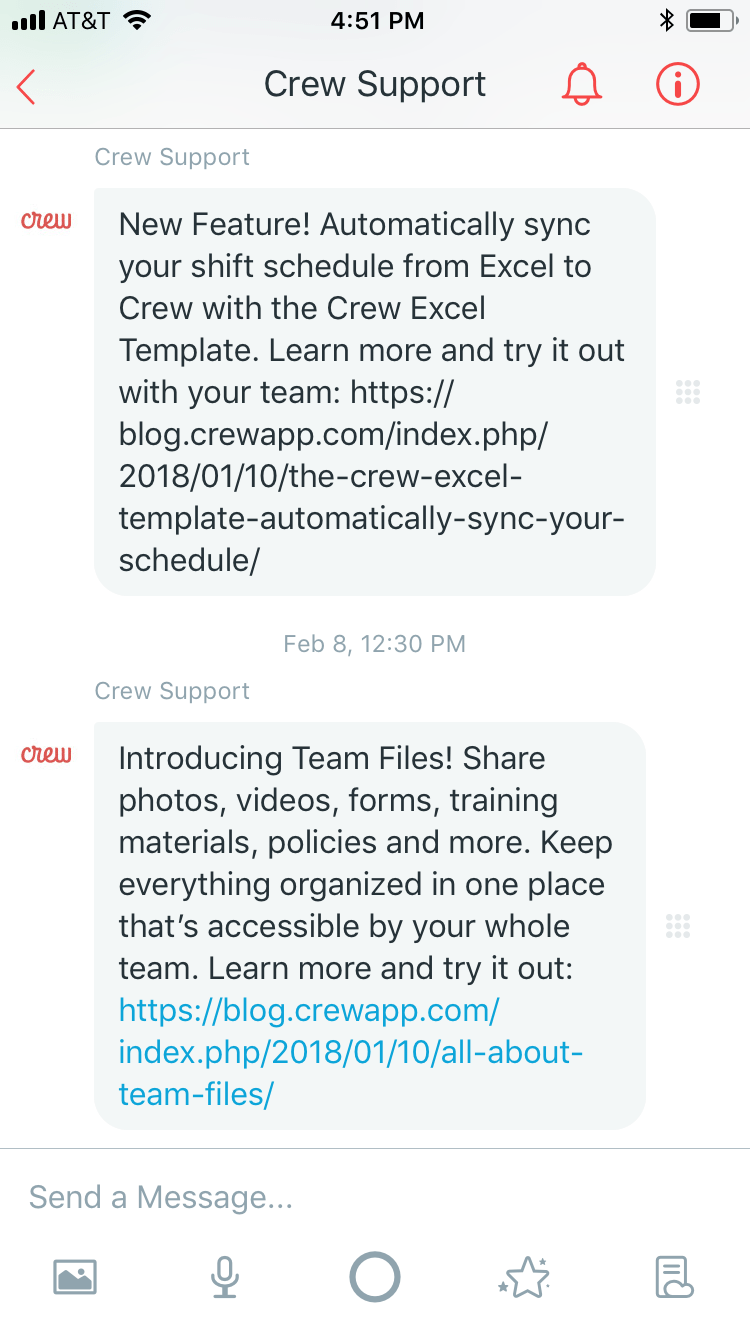 AT&T 4:51 PM
Crew Support
Crew Support
crew
New Feature! Automatically sync
your shift schedule from Excel to
Crew with the Crew Excel
Template. Learn more and try it out
with your team: https://
blog.crewapp.com/index.php/
2018/01/10/the-crew-excel-
template-automatically-sync-your-
schedule/
Feb 8, 12:30 PM
Crew Support
crew
Introducing Team Files! Share
photos, videos, forms, training
materials, policies and more. Keep
everything organized in one place
that’s accessible by your whole
team. Learn more and try it out:
https://blog.crewapp.com/
index.php/2018/01/10/all-about-
team-files/
Send a Message...